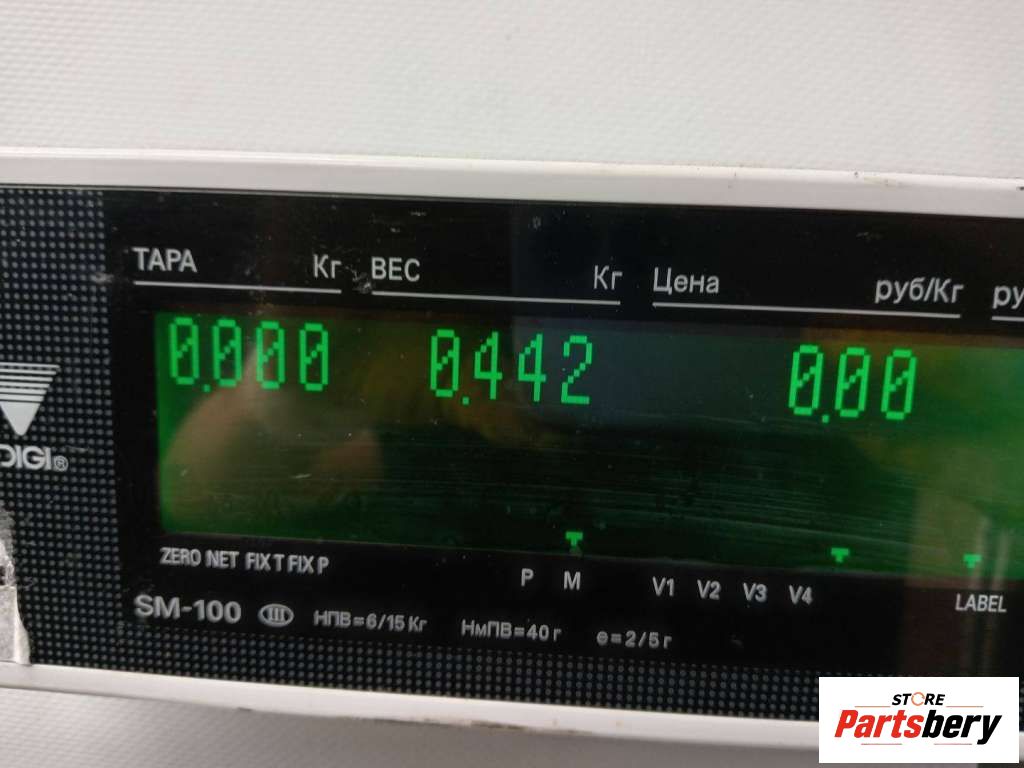 ТАРА Кг ВЕС Кг Цена руб/Кг
0.000 0.442 0.00
DIGI®
ZERO NET FIX T FIX P P M V1 V2 V3 V4 LABEL
SM-100 III НПВ=6/15 Кг НмПВ=40 г e=2/5 г
STORE
Partsbery